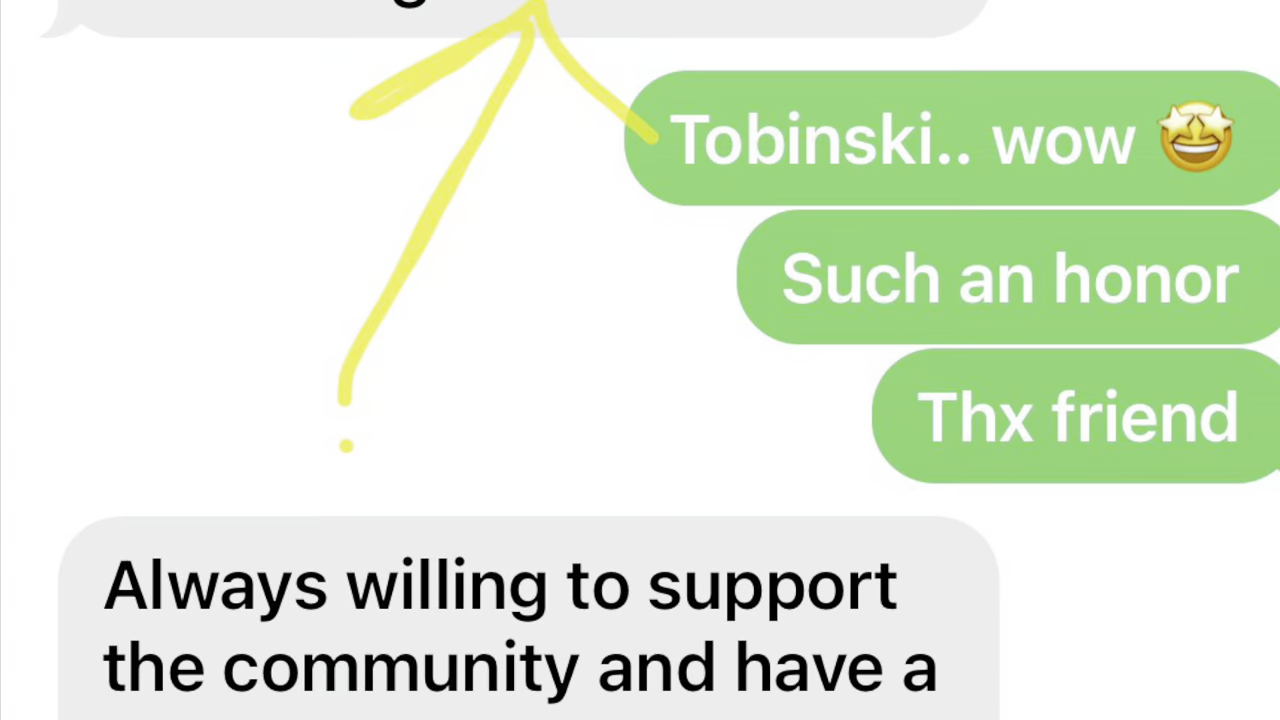 Tobinski.. wow 🤩
Such an honor
Thx friend
Always willing to support
the community and have a